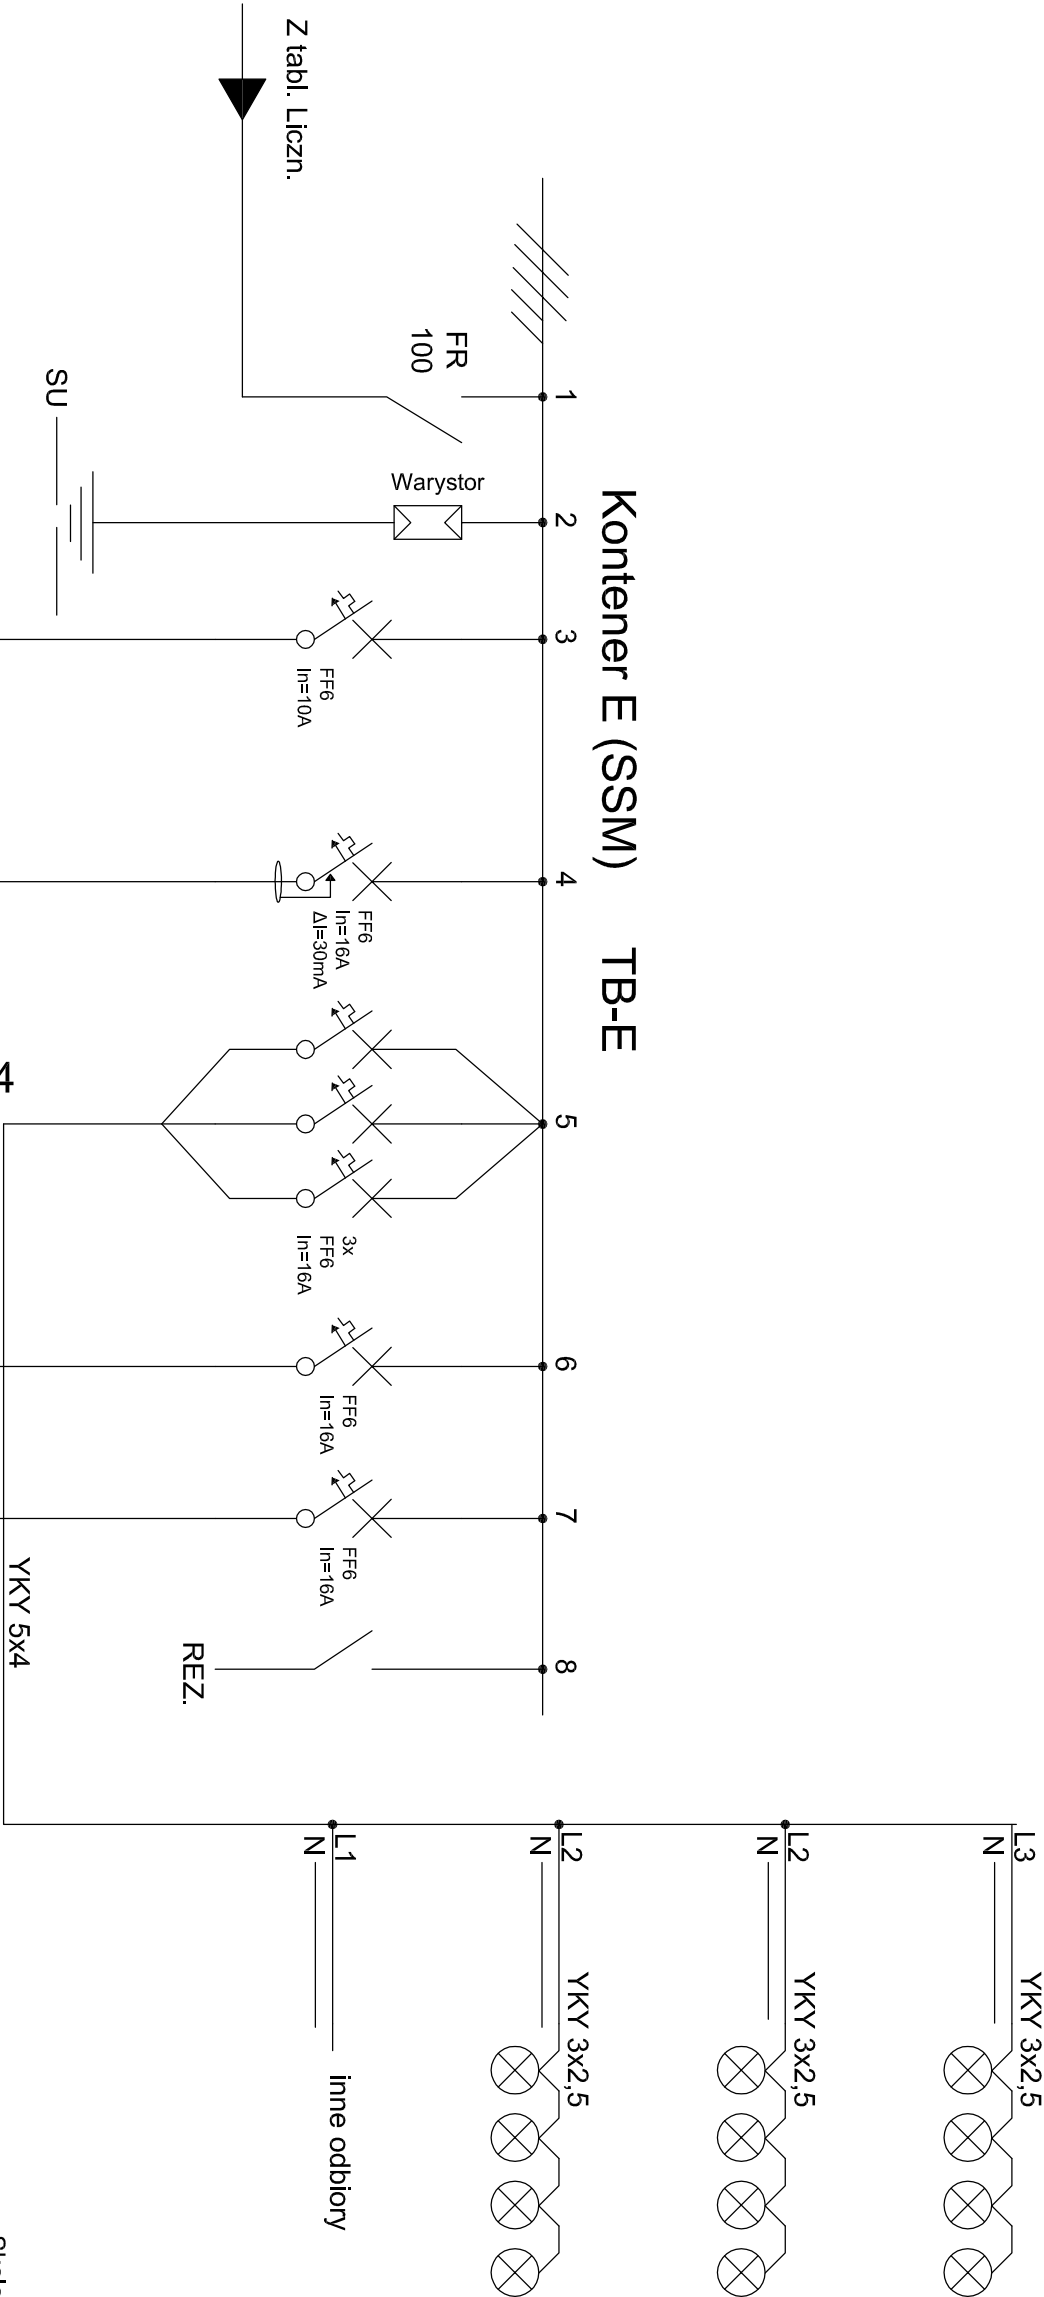 Kontener E (SSM) TB-E
Z tabl. Liczn.
1
2
3
4
5
6
7
8
FR
100
Warystor
SU
FF6
In=10A
FF6
In=16A
ΔI=30mA
3x
FF6
In=16A
FF6
In=16A
FF6
In=16A
REZ.
4
YKY 5x4
L1
N
inne odbiory
L2
N
YKY 3x2,5
L2
N
YKY 3x2,5
L3
N
YKY 3x2,5